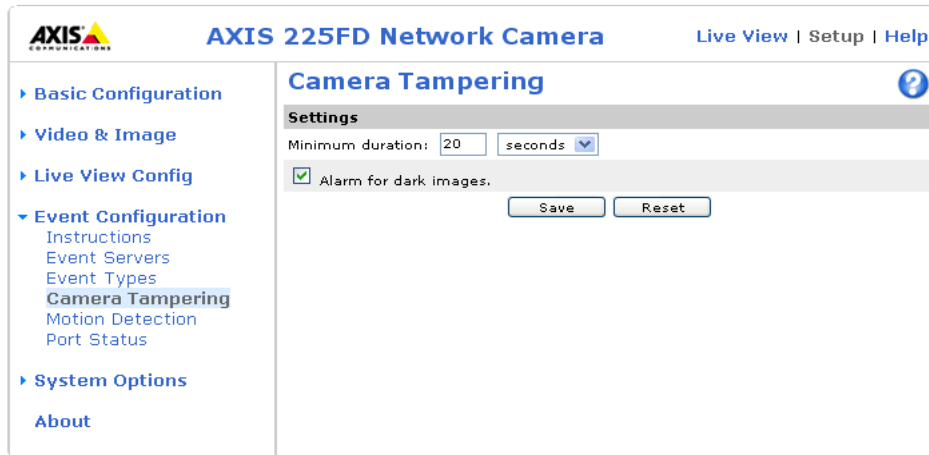 AXIS
COMMUNICATIONS
AXIS 225FD Network Camera
Live View | Setup | Help
Basic Configuration
Video & Image
Live View Config
Event Configuration
Instructions
Event Servers
Event Types
Camera Tampering
Motion Detection
Port Status
System Options
About
Camera Tampering
?
Settings
Minimum duration: 20 seconds
Alarm for dark images.
Save Reset